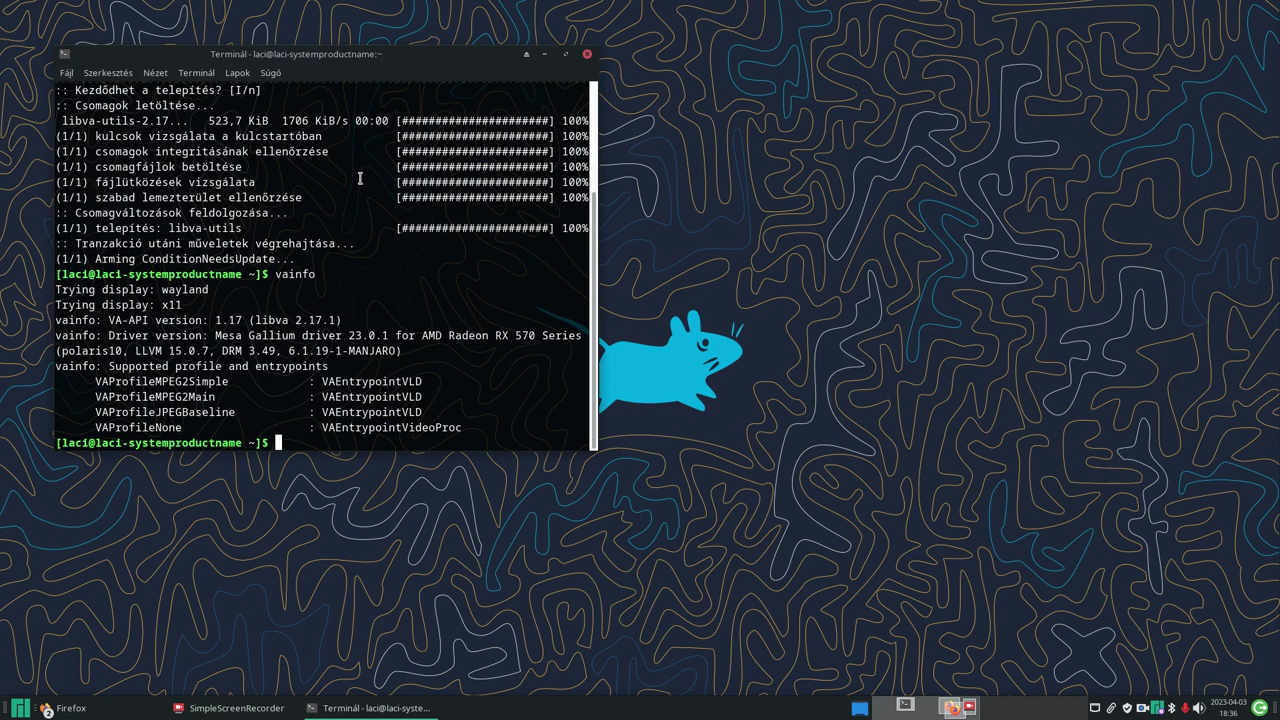 Terminál - laci@laci-systemproductname:~
Fájl Szerkesztés Nézet Terminál Lapok Súgó
:: Kezdődhet a telepítés? [I/n]
:: Csomagok letöltése...
 libva-utils-2.17... 523,7 KiB 1706 KiB/s 00:00 [######################] 100%
(1/1) kulcsok vizsgálata a kulcstartóban [######################] 100%
(1/1) csomagok integritásának ellenőrzése [######################] 100%
(1/1) csomagfájlok betöltése [######################] 100%
(1/1) fájlütközések vizsgálata [######################] 100%
(1/1) szabad lemezterület ellenőrzése [######################] 100%
:: Csomagváltozások feldolgozása...
(1/1) telepítés: libva-utils [######################] 100%
:: Tranzakció utáni műveletek végrehajtása...
(1/1) Arming ConditionNeedsUpdate...
[laci@laci-systemproductname ~]$ vainfo
Trying display: wayland
Trying display: x11
vainfo: VA-API version: 1.17 (libva 2.17.1)
vainfo: Driver version: Mesa Gallium driver 23.0.1 for AMD Radeon RX 570 Series
(polaris10, LLVM 15.0.7, DRM 3.49, 6.1.19-1-MANJARO)
vainfo: Supported profile and entrypoints
VAProfileMPEG2Simple : VAEntrypointVLD
VAProfileMPEG2Main : VAEntrypointVLD
VAProfileJPEGBaseline : VAEntrypointVLD
VAProfileNone : VAEntrypointVideoProc
[laci@laci-systemproductname ~]$
2 Firefox SimpleScreenRecorder Terminál - laci@laci-syste... 2023-04-03
18:36